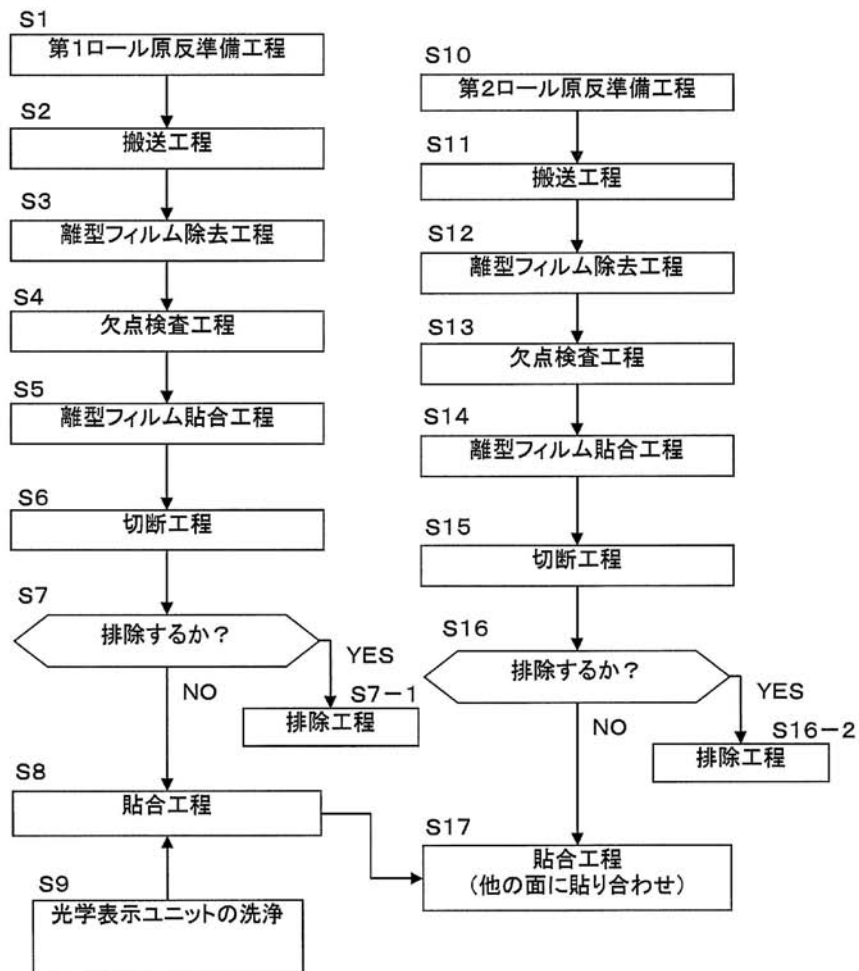 S1
第1ロール原反準備工程
S2
搬送工程
S3
離型フィルム除去工程
S4
欠点検査工程
S5
離型フィルム貼合工程
S6
切断工程
S7
排除するか？
YES
NO
S7－1
排除工程
S8
貼合工程
S9
光学表示ユニットの洗浄
S10
第2ロール原反準備工程
S11
搬送工程
S12
離型フィルム除去工程
S13
欠点検査工程
S14
離型フィルム貼合工程
S15
切断工程
S16
排除するか？
YES
NO
S16－2
排除工程
S17
貼合工程
（他の面に貼り合わせ）